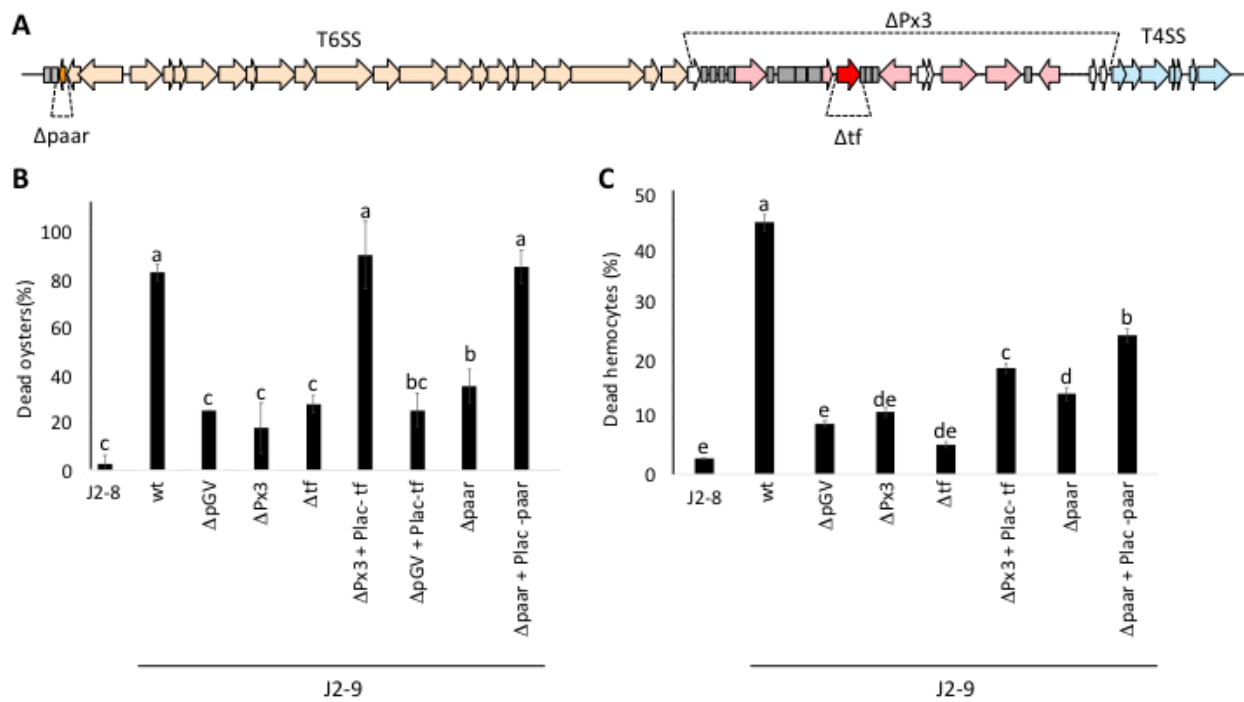 A
T6SS
ΔPx3
T4SS
Δpaar
Δtf
B
Dead oysters(%)
100
80
60
40
20
0
c
a
c
c
c
a
bc
b
a
J2-8
wt
ΔpGV
ΔPx3
Δtf
ΔPx3 + Plac- tf
ΔpGV + Plac-tf
Δpaar
Δpaar + Plac -paar
J2-9
C
Dead hemocytes (%)
50
40
30
20
10
0
e
a
e
de
de
c
d
b
J2-8
wt
ΔpGV
ΔPx3
Δtf
ΔPx3 + Plac- tf
Δpaar
Δpaar + Plac -paar
J2-9